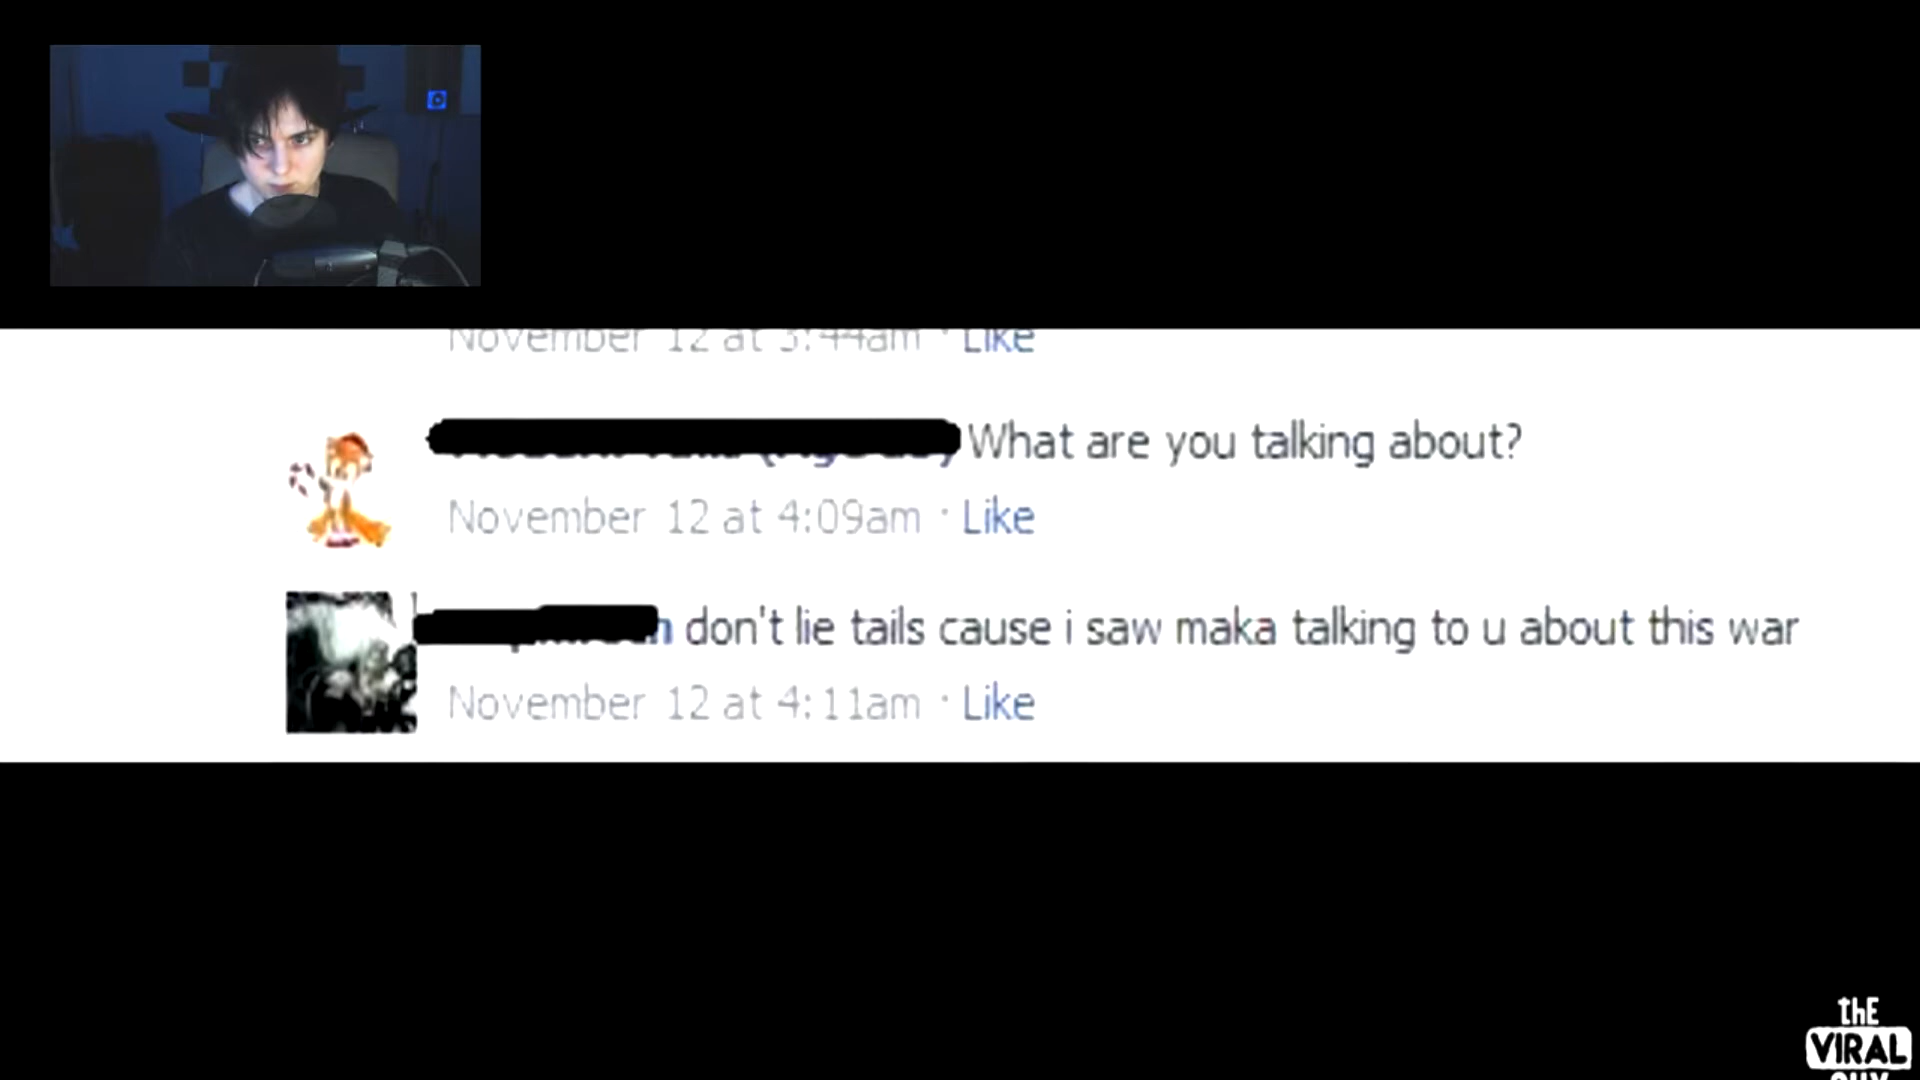 November 12 at 3:44am · Like
What are you talking about?
November 12 at 4:09am · Like
don't lie tails cause i saw maka talking to u about this war
November 12 at 4:11am · Like
thE
VIRAL
GUY